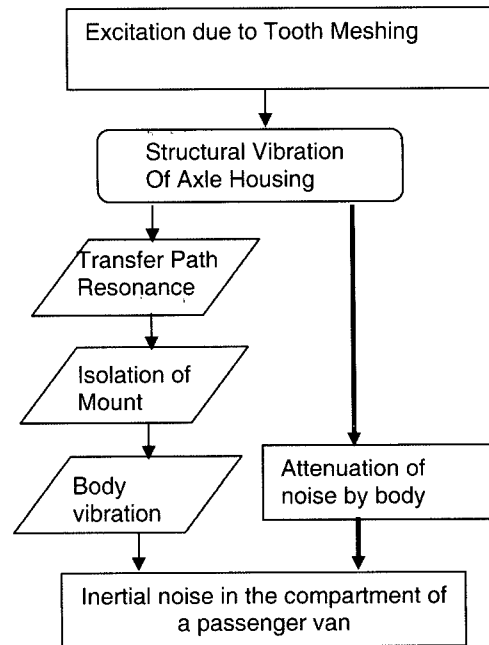 Excitation due to Tooth Meshing
Structural Vibration
Of Axle Housing
Transfer Path
Resonance
Isolation of
Mount
Body
vibration
Attenuation of
noise by body
Inertial noise in the compartment of
a passenger van